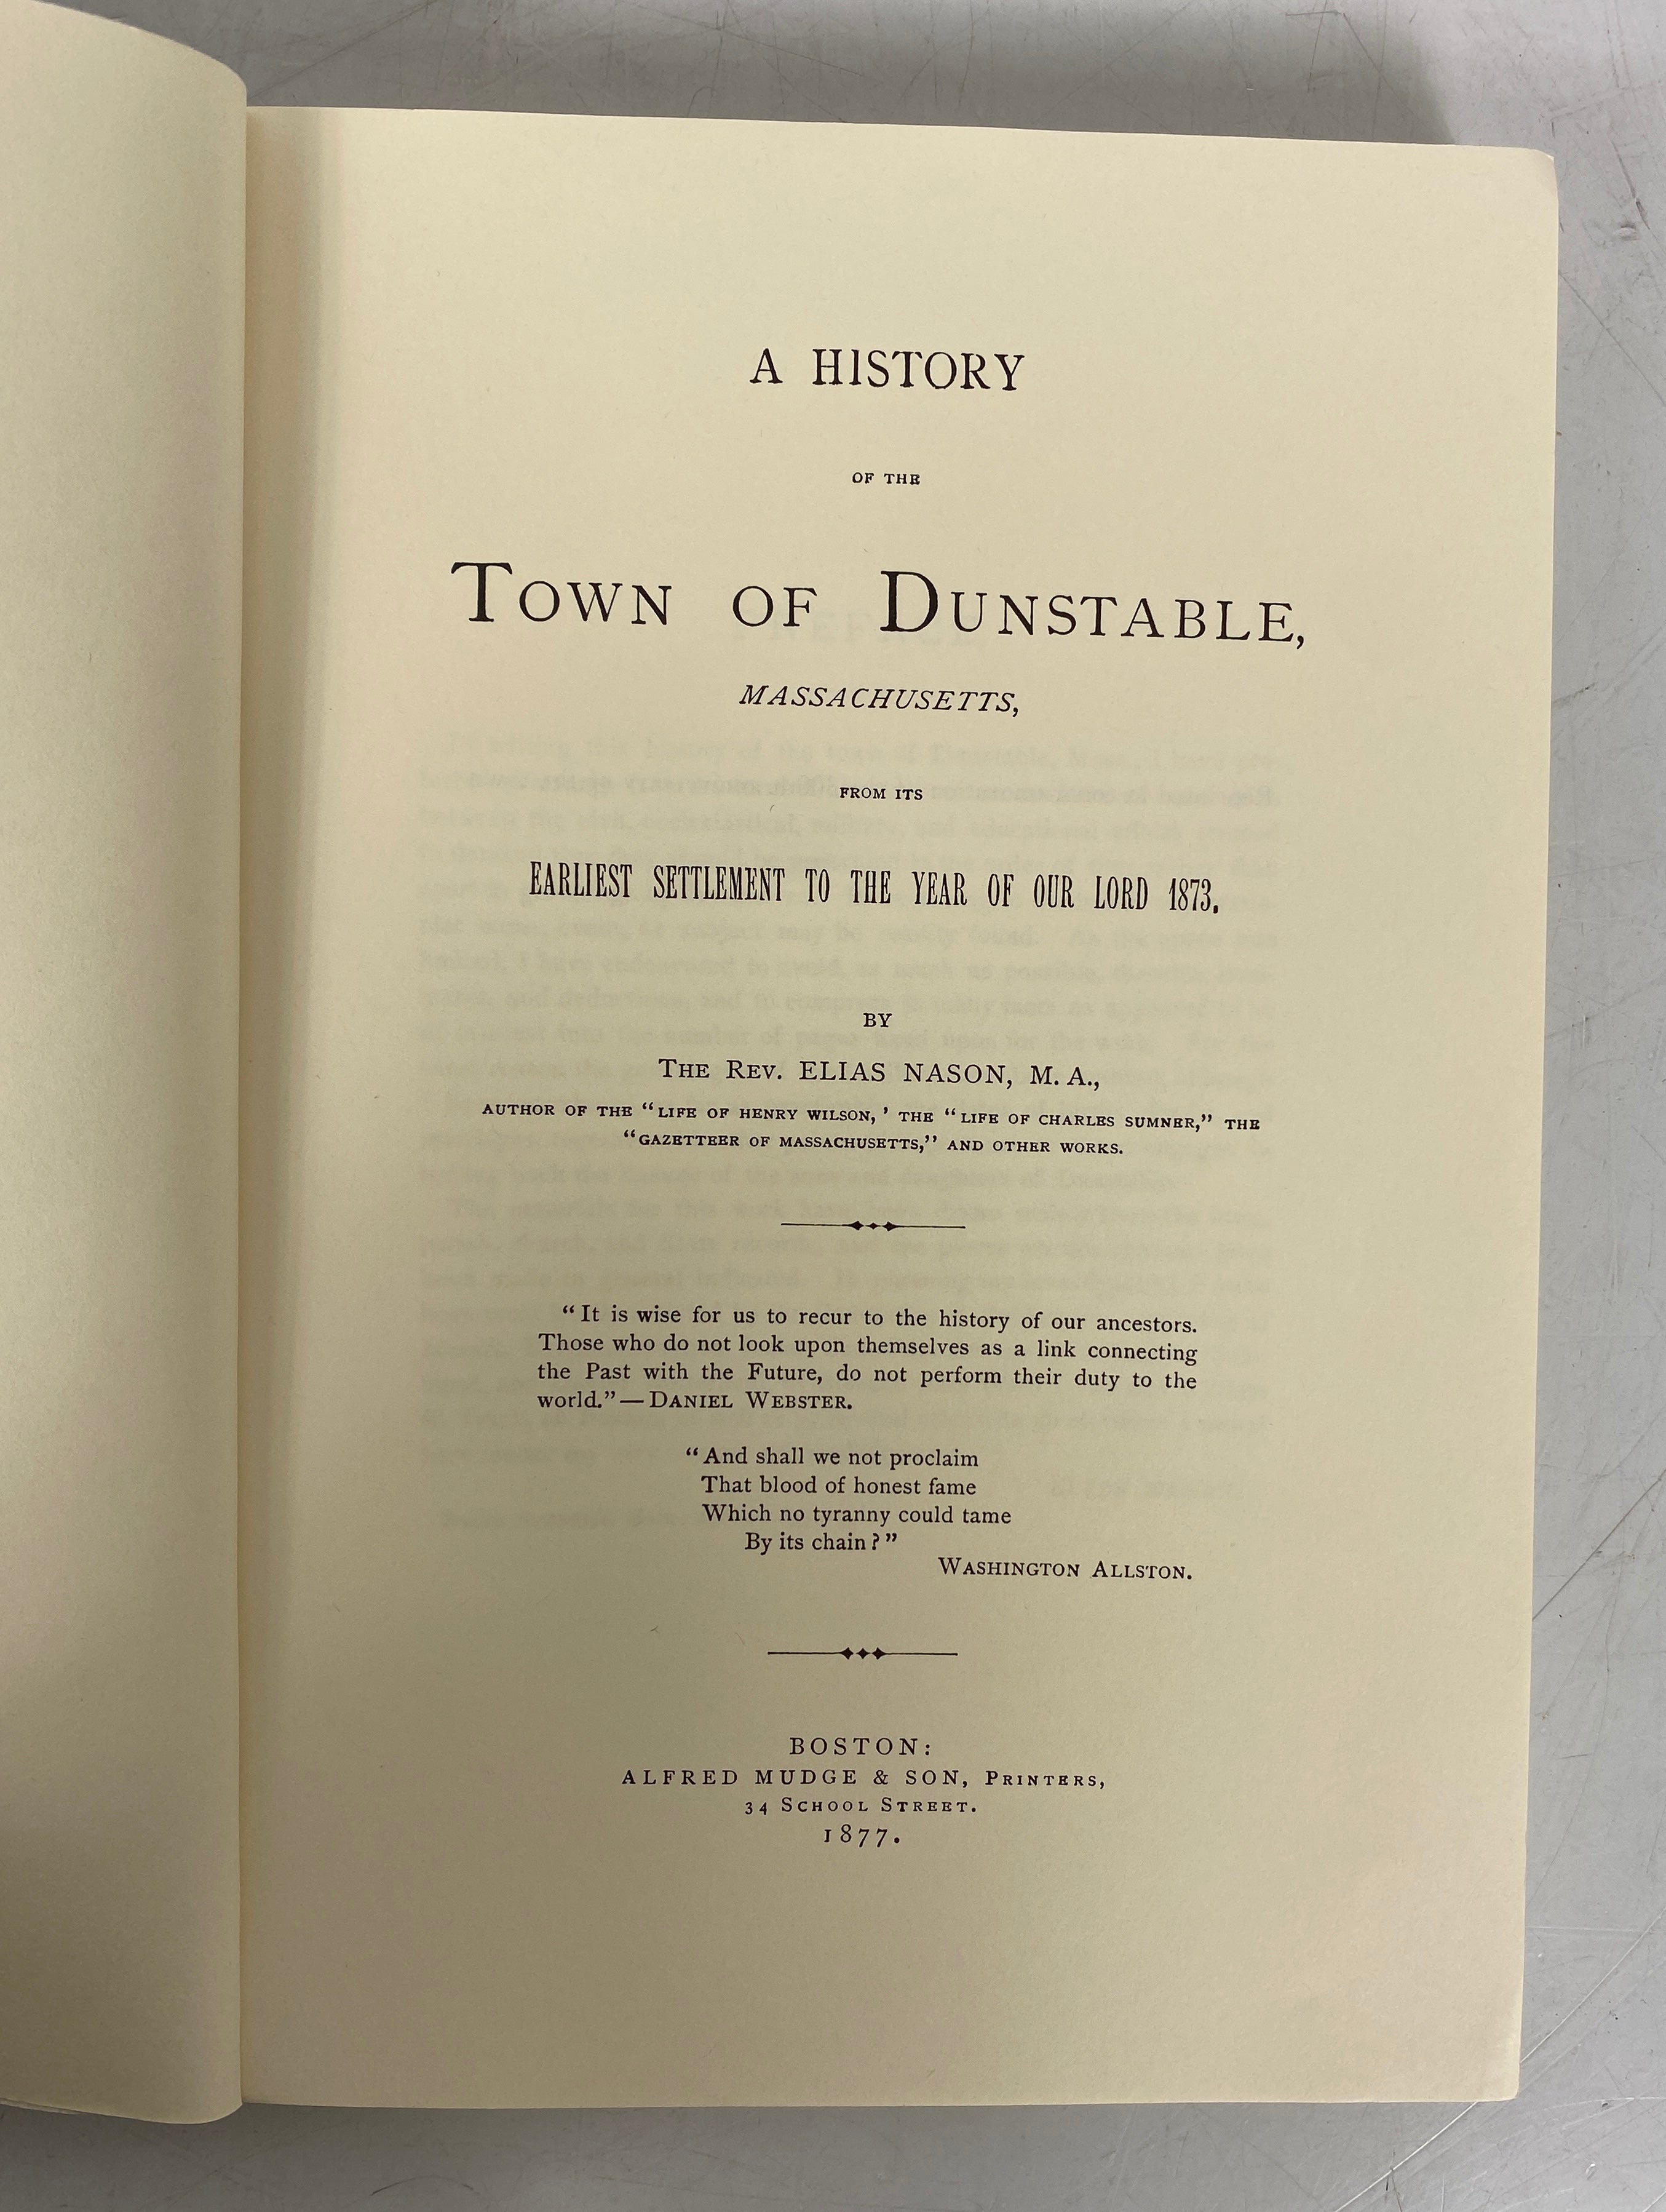 A HISTORY
OF THE
TOWN OF DUNSTABLE,
MASSACHUSETTS,
FROM ITS
EARLIEST SETTLEMENT TO THE YEAR OF OUR LORD 1873.
BY
THE REV. ELIAS NASON, M. A.,
AUTHOR OF THE “LIFE OF HENRY WILSON,’ THE “LIFE OF CHARLES SUMNER,” THE
“GAZETTEER OF MASSACHUSETTS,” AND OTHER WORKS.
“It is wise for us to recur to the history of our ancestors.
Those who do not look upon themselves as a link connecting
the Past with the Future, do not perform their duty to the
world.”—DANIEL WEBSTER.
“And shall we not proclaim
That blood of honest fame
Which no tyranny could tame
By its chain?”
WASHINGTON ALLSTON.
BOSTON:
ALFRED MUDGE & SON, PRINTERS,
34 SCHOOL STREET.
1877.